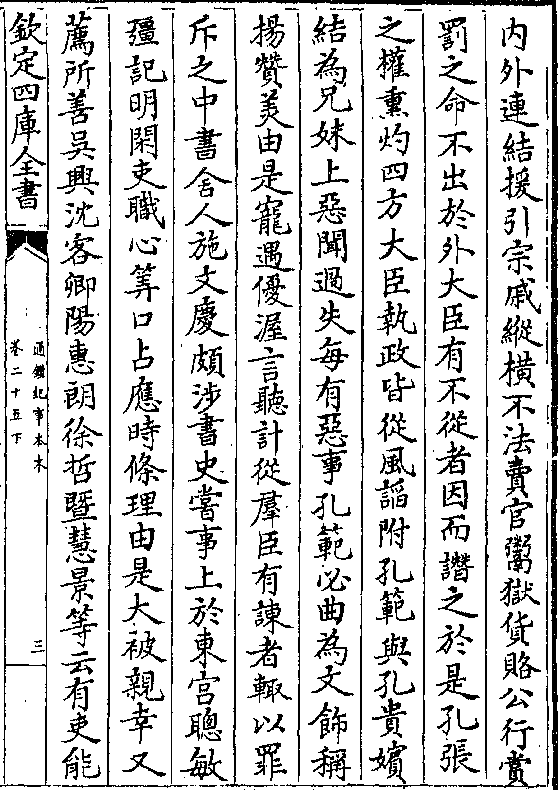 内外連結援引宗戚縱橫不法賣官鬻獄貨賂公行賞
罰之命不出於外大臣有不從者因而譖之於是孔張
之權熏灼四方大臣執政皆從風謟附孔範與孔貴嬪
結為兄妹上惡聞過失每有惡事孔範必曲為文飾稱
揚贊美由是寵遇優渥言聽計從羣臣有諫者輙以罪
斥之中書舍人施文慶頗涉書史嘗事上於東宮聰敏
彊記明閑吏職心筭口占應時條理由是大被親幸又
薦所善吳興沈客卿陽惠朗徐哲暨慧景等云有吏能
欽定四庫全書
通鑑紀事本末
卷二十五下
三